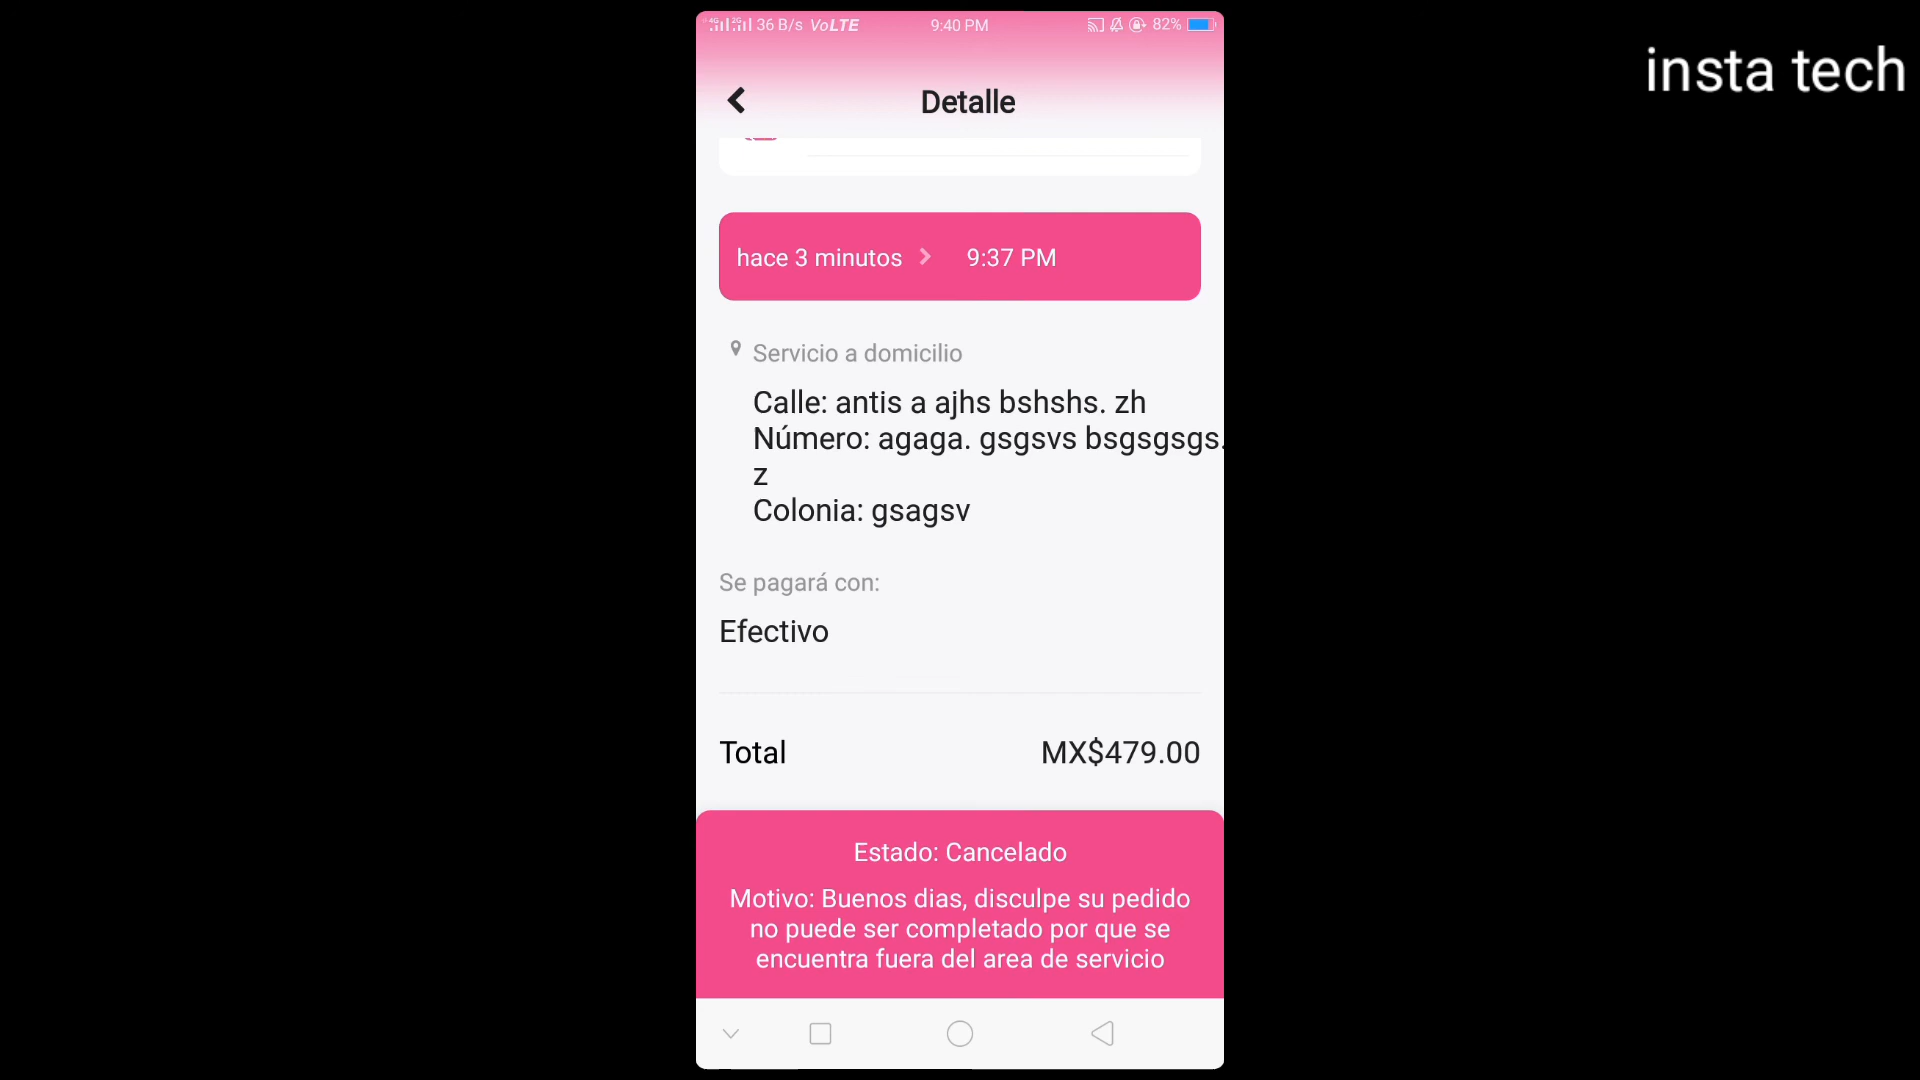 36 B/s VoLTE 9:40 PM 82%
insta tech
Detalle
hace 3 minutos 9:37 PM
Servicio a domicilio
Calle: antis a ajhs bshshs. zh
Número: agaga. gsgsvs bsgsgsgs.
z
Colonia: gsagsv
Se pagará con:
Efectivo
Total MX$479.00
Estado: Cancelado
Motivo: Buenos dias, disculpe su pedido
no puede ser completado por que se
encuentra fuera del area de servicio